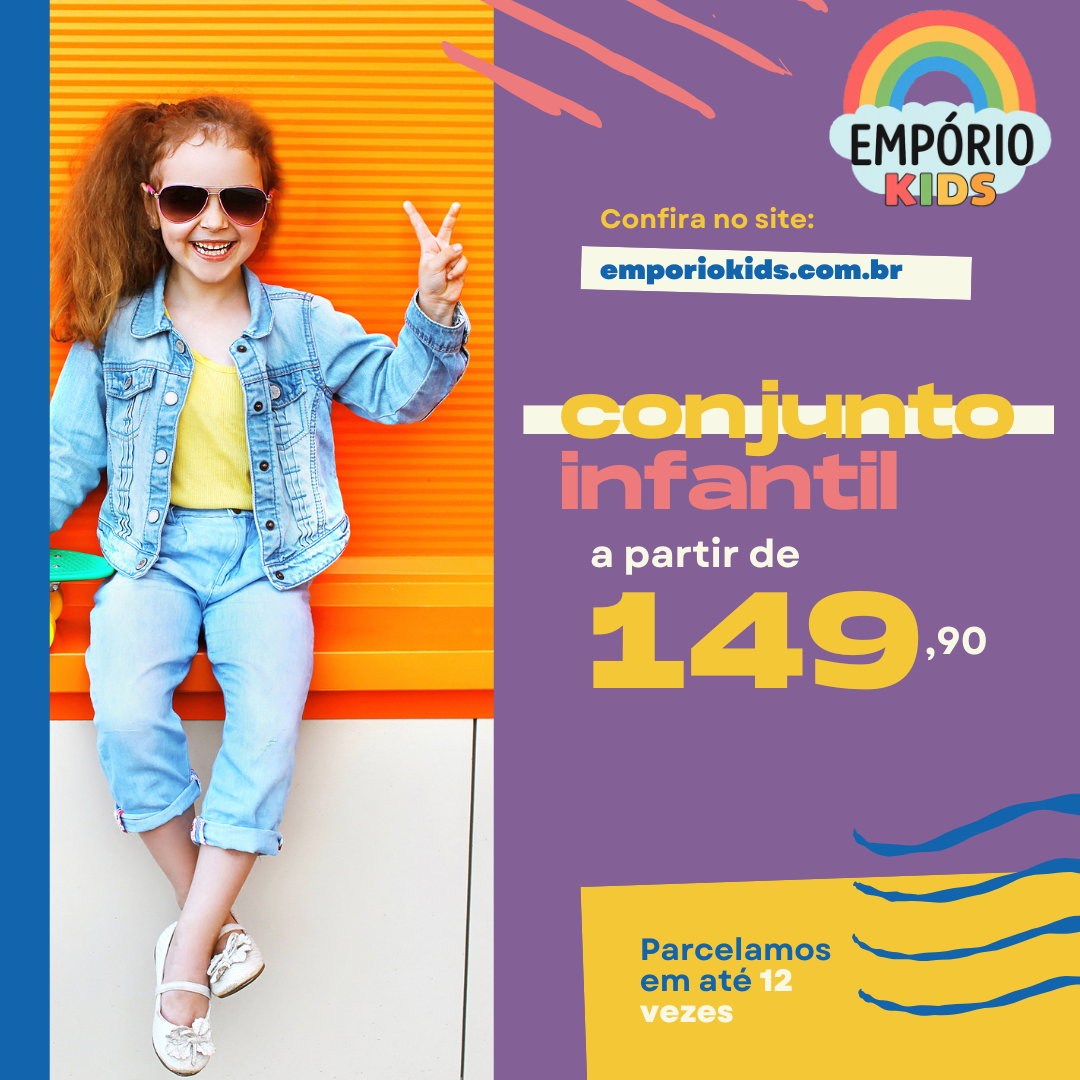 EMPÓRIO
KIDS
Confira no site:
emporiokids.com.br
conjunto
infantil
a partir de
149,90
Parcelamos
em até 12
vezes